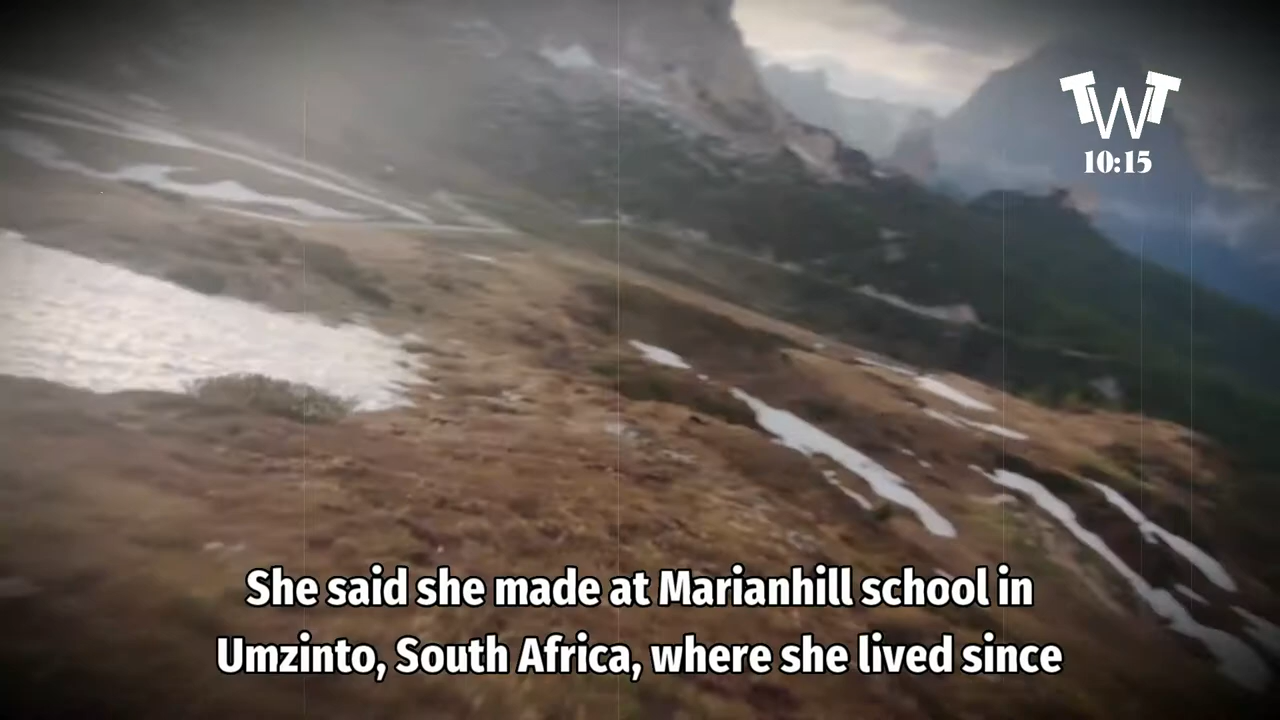 TWT
10:15
She said she made at Marianhill school in
Umzinto, South Africa, where she lived since